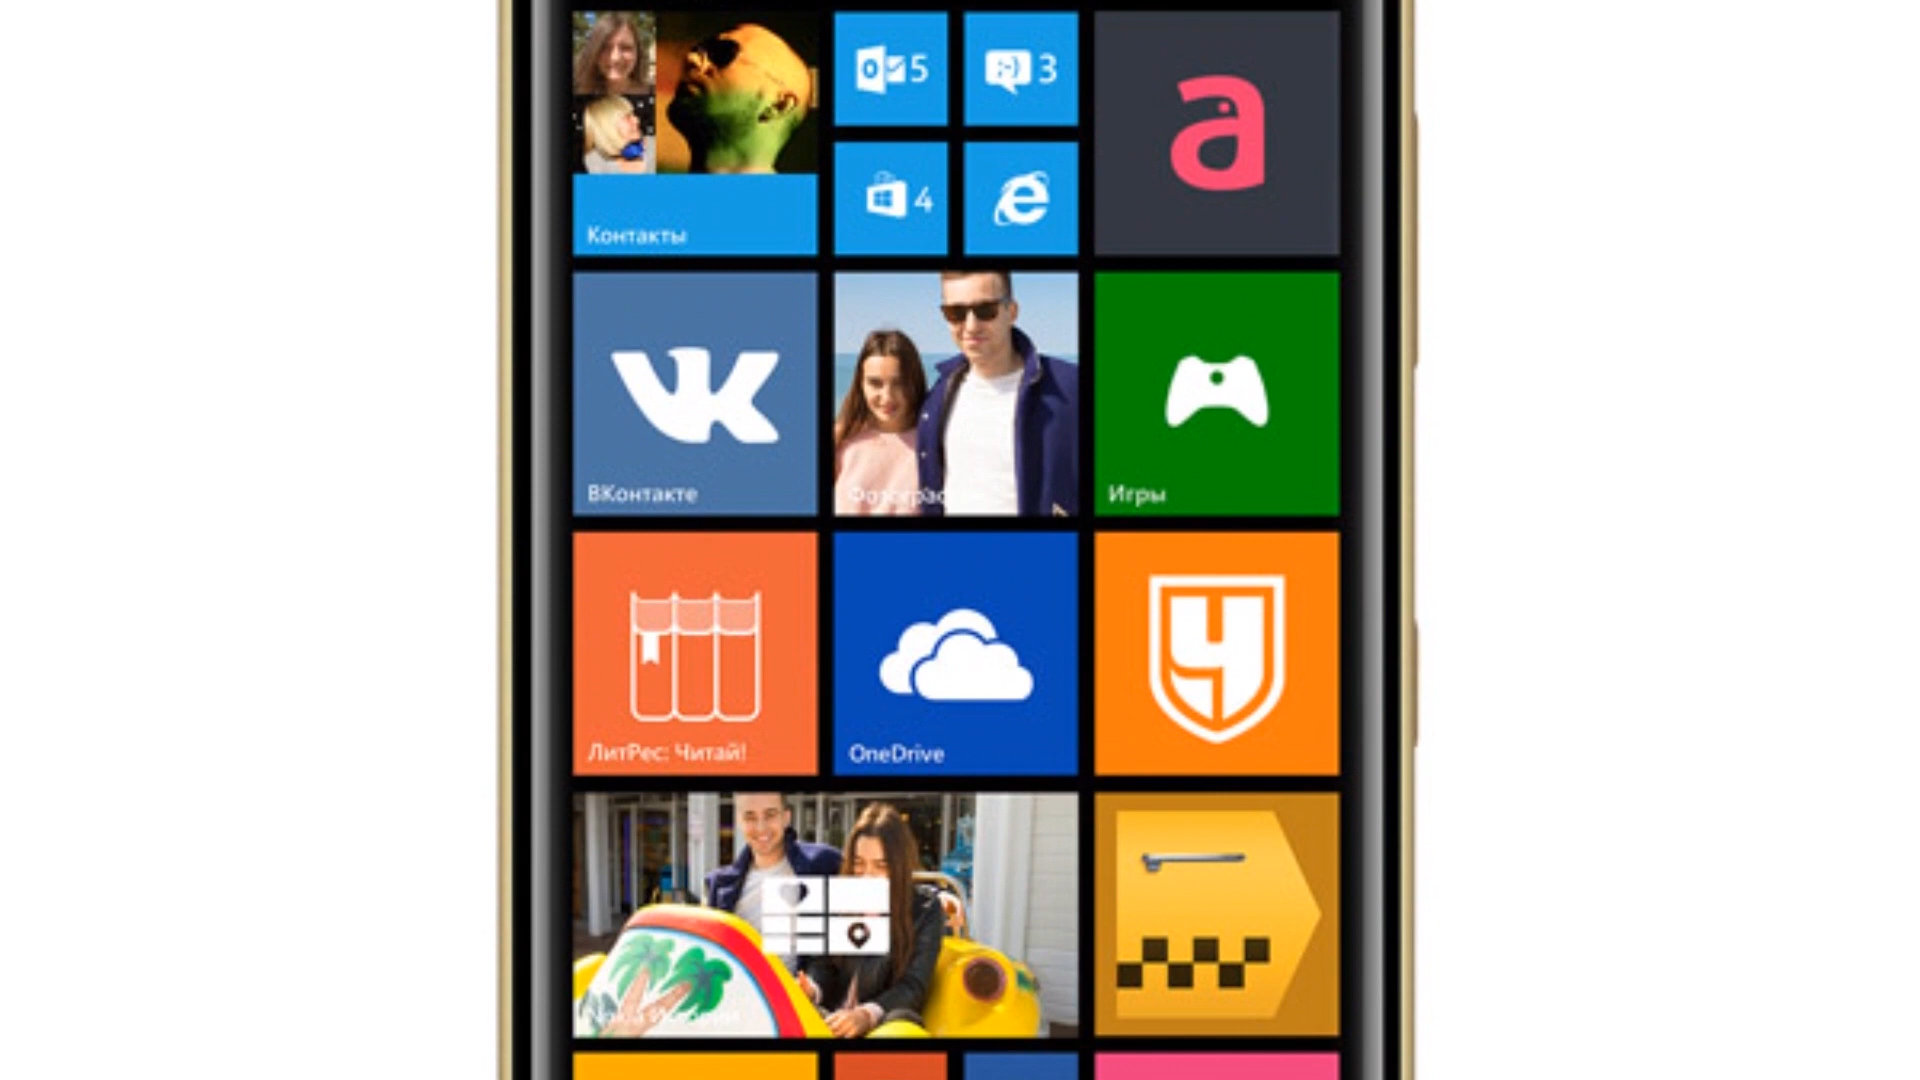 5
3
a
4
Контакты
ВКонтакте
Игры
ЛитРес: Читай!
OneDrive